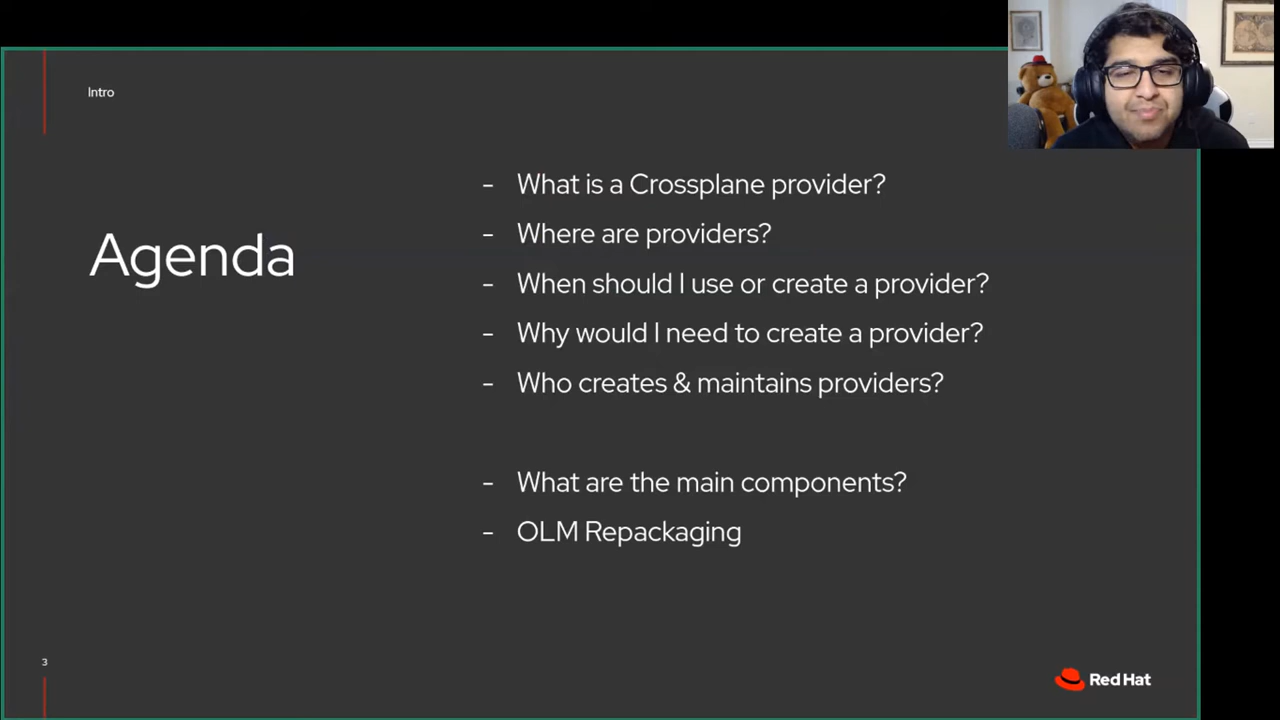 Intro
Agenda
- What is a Crossplane provider?
- Where are providers?
- When should I use or create a provider?
- Why would I need to create a provider?
- Who creates & maintains providers?
- What are the main components?
- OLM Repackaging
3
Red Hat